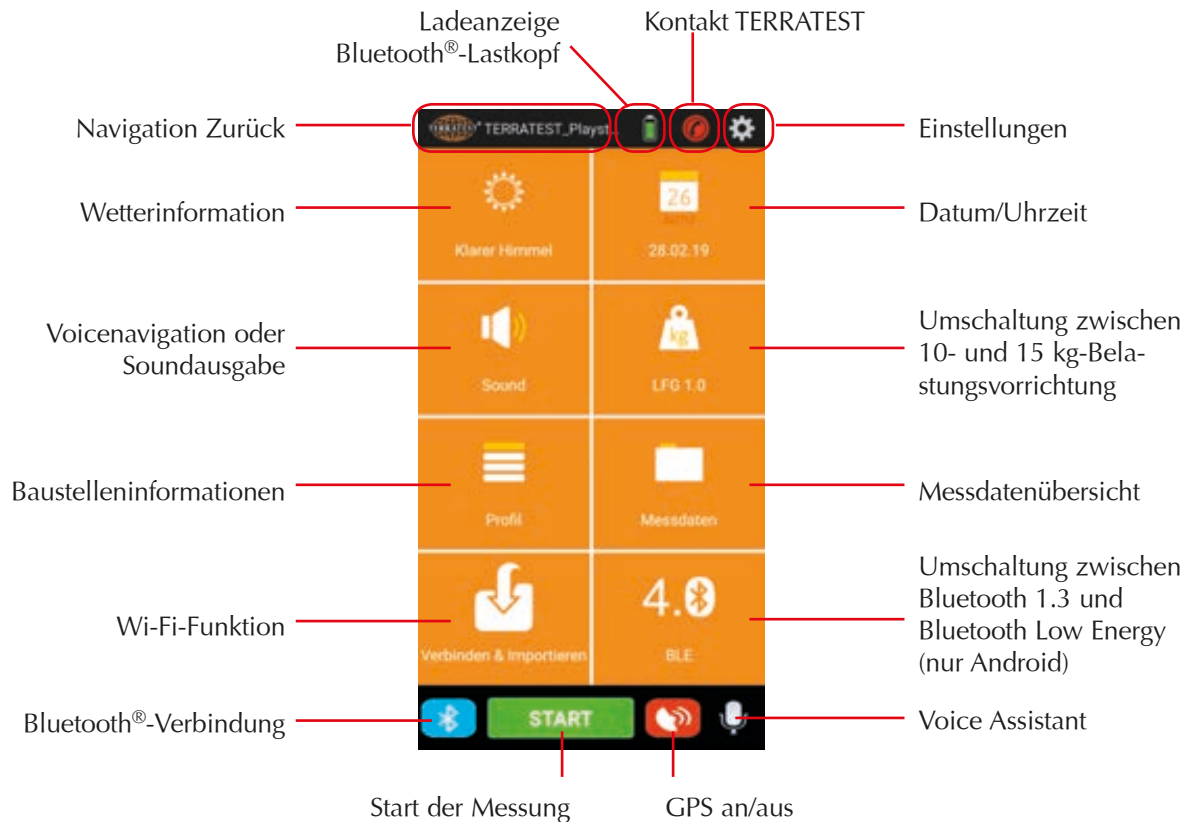 Ladeanzeige
Bluetooth®-Lastkopf
Kontakt TERRATEST
Navigation Zurück
TERRATEST® TERRATEST_Playst...
Einstellungen
Wetterinformation
Klarer Himmel
26
28.02.19
Datum/Uhrzeit
Voicenavigation oder
Soundausgabe
Sound
kg
LFG 1.0
Umschaltung zwischen
10- und 15 kg-Bela-
stungsvorrichtung
Baustelleninformationen
Profil
Messdaten
Messdatenübersicht
Wi-Fi-Funktion
Verbinden & Importieren
4.0
BLE
Umschaltung zwischen
Bluetooth 1.3 und
Bluetooth Low Energy
(nur Android)
Bluetooth®-Verbindung
START
Voice Assistant
Start der Messung
GPS an/aus